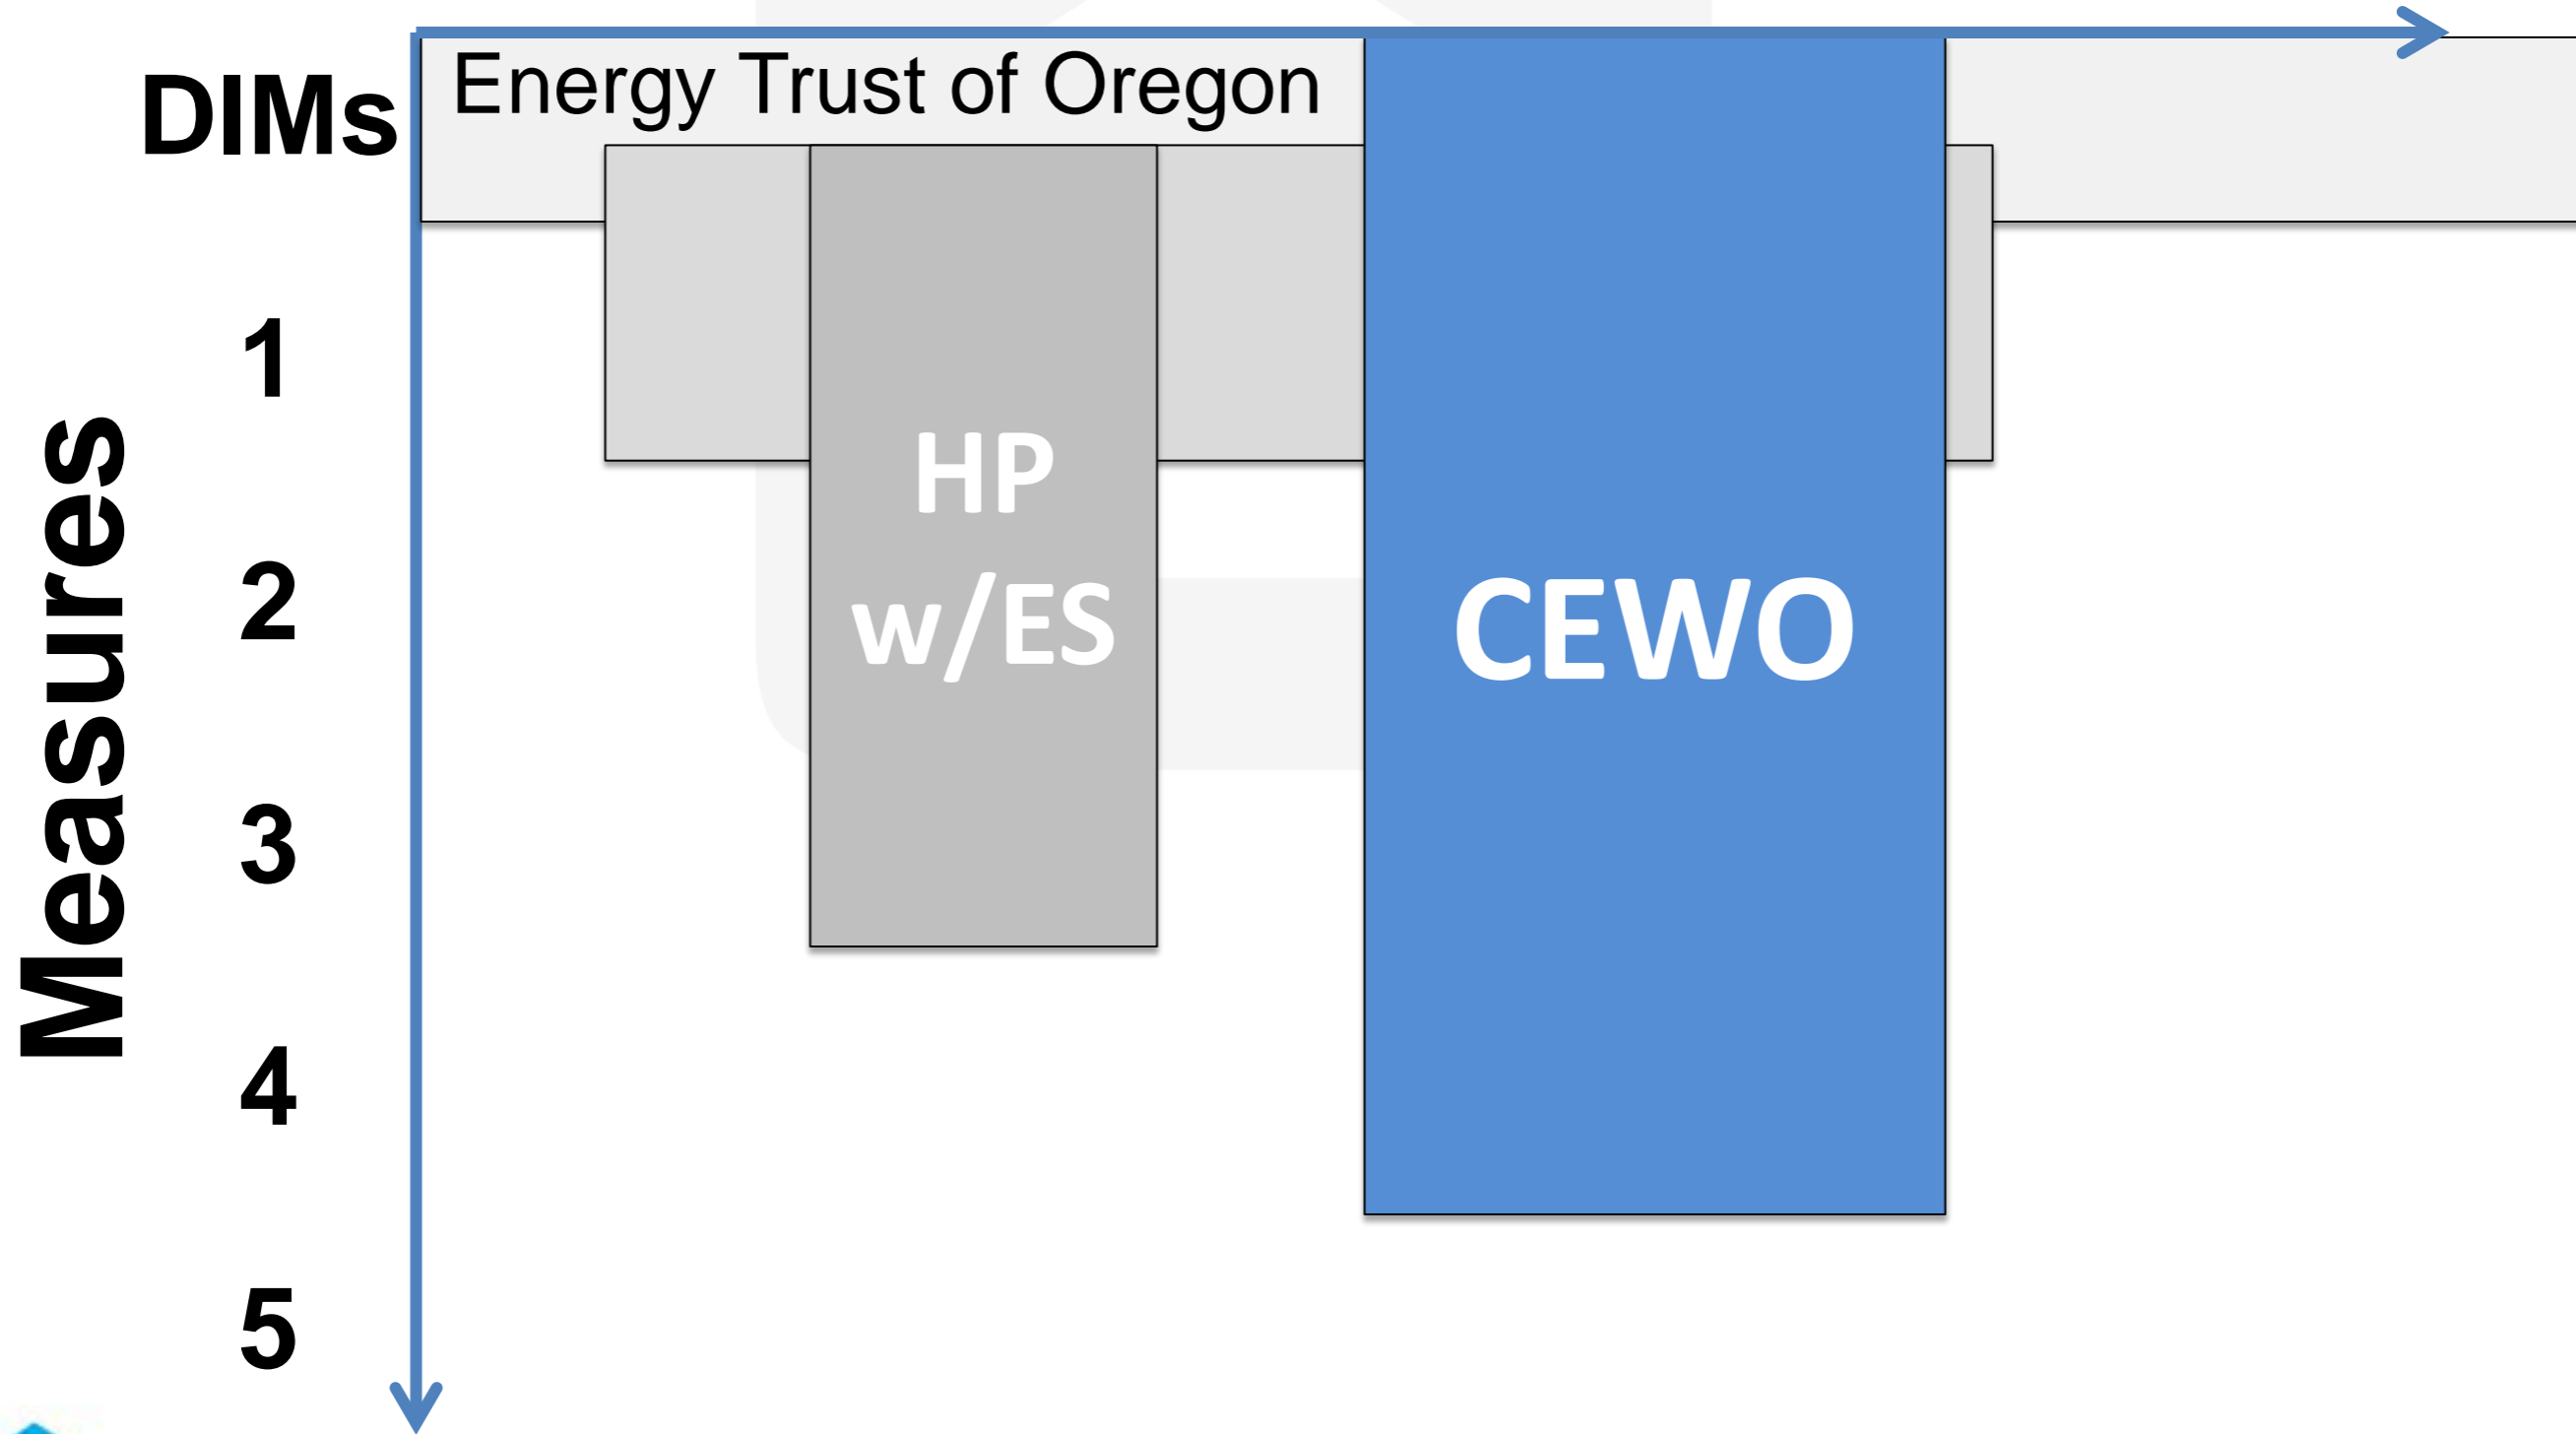 DIMs
Energy Trust of Oregon
1
HP
w/ES
2
CEWO
3
4
5
Measures